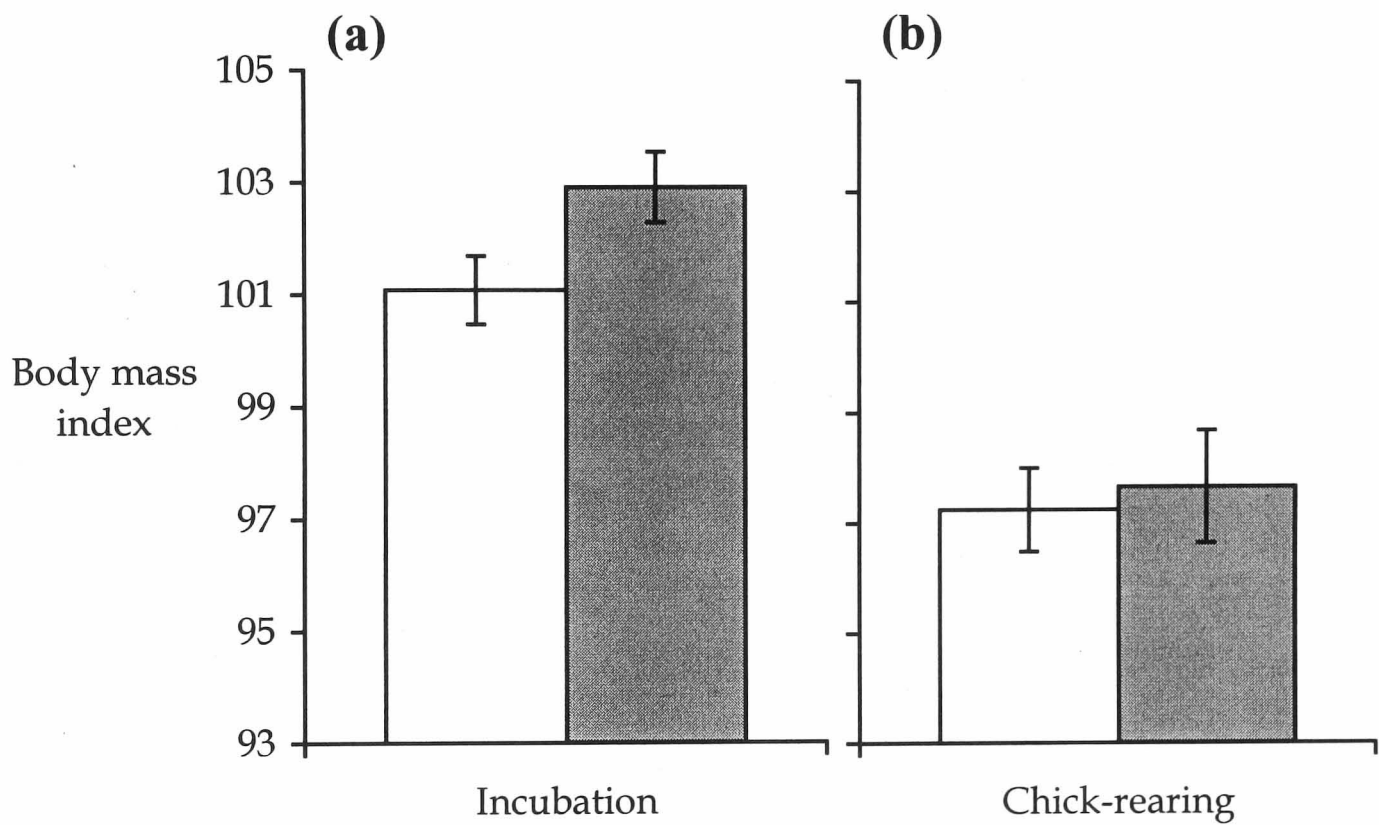 (a)
(b)
105
103
101
99
97
95
93
Body mass
index
Incubation
Chick-rearing